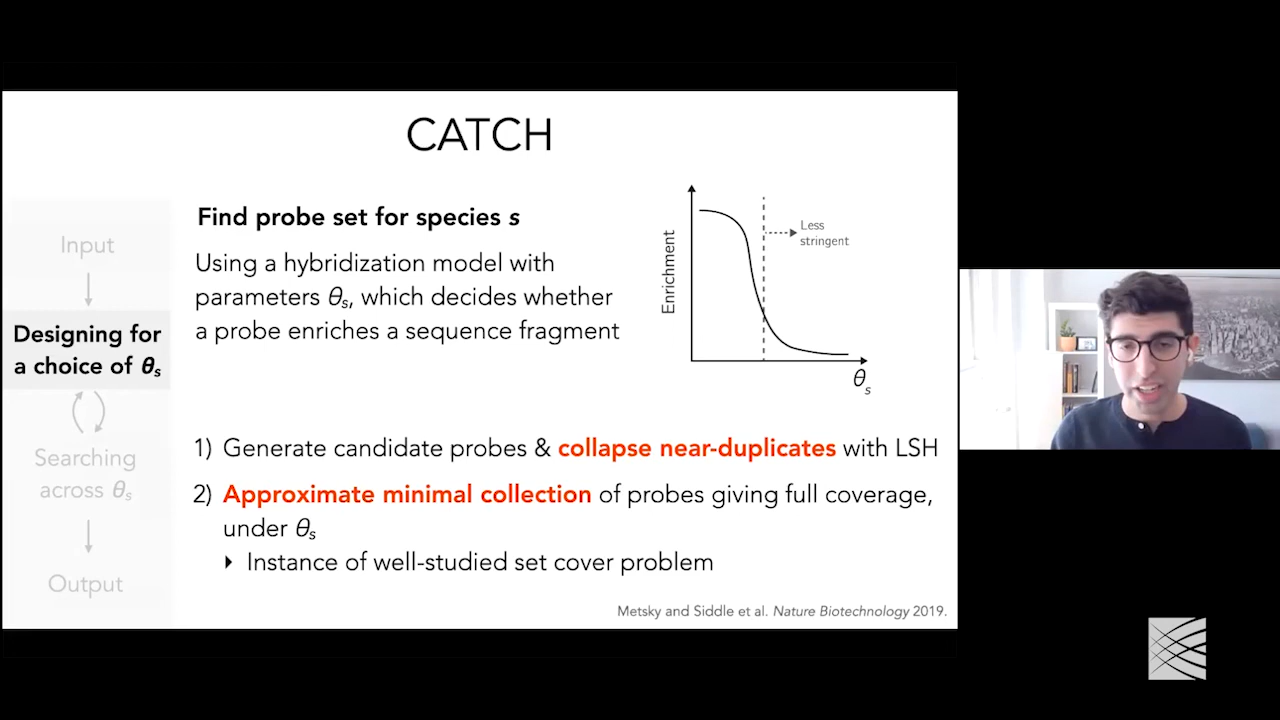 CATCH
Input
Designing for
a choice of θs
Searching
across θs
Output
Find probe set for species s
Using a hybridization model with
parameters θs, which decides whether
a probe enriches a sequence fragment
Enrichment
Less
stringent
θs
1) Generate candidate probes & collapse near-duplicates with LSH
2) Approximate minimal collection of probes giving full coverage,
under θs
‣ Instance of well-studied set cover problem
Metsky and Siddle et al. Nature Biotechnology 2019.